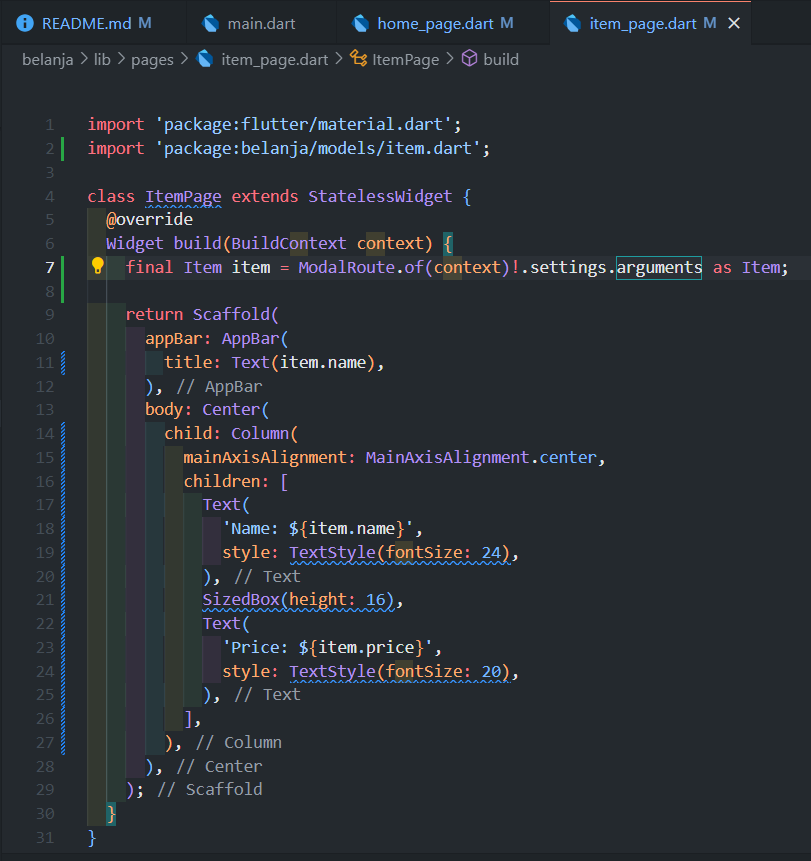 README.md M main.dart home_page.dart M item_page.dart M
belanja > lib > pages > item_page.dart > ItemPage > build
1 import 'package:flutter/material.dart';
2 import 'package:belanja/models/item.dart';
3
4 class ItemPage extends StatelessWidget {
5 @override
6 Widget build(BuildContext context) {
7 final Item item = ModalRoute.of(context)!.settings.arguments as Item;
8
9 return Scaffold(
10 appBar: AppBar(
11 title: Text(item.name),
12 ), // AppBar
13 body: Center(
14 child: Column(
15 mainAxisAlignment: MainAxisAlignment.center,
16 children: [
17 Text(
18 'Name: ${item.name}',
19 style: TextStyle(fontSize: 24),
20 ), // Text
21 SizedBox(height: 16),
22 Text(
23 'Price: ${item.price}',
24 style: TextStyle(fontSize: 20),
25 ), // Text
26 ],
27 ), // Column
28 ), // Center
29 ); // Scaffold
30 }
31 }